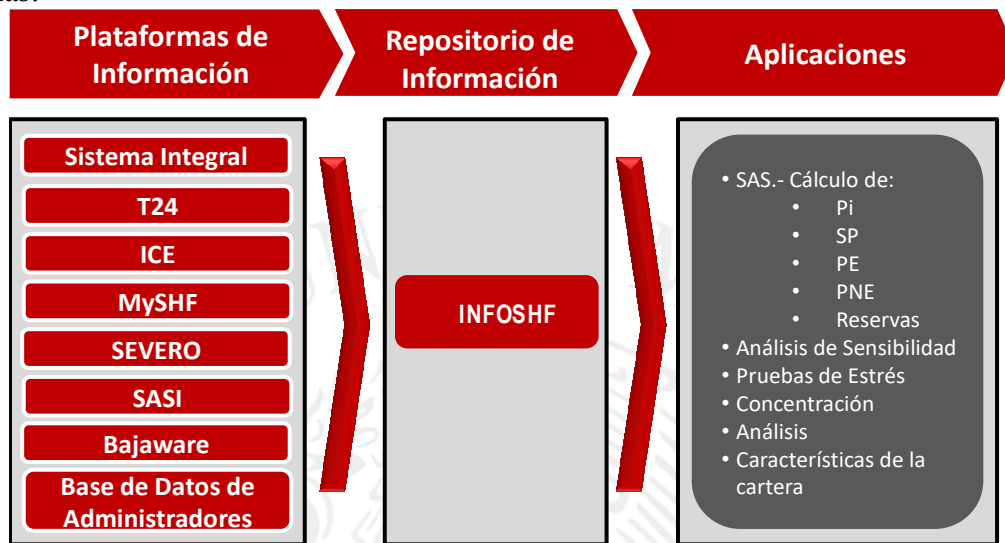 Plataformas de
Información
Repositorio de
Información
Aplicaciones
Sistema Integral
T24
ICE
MySHF
SEVERO
SASI
Bajaware
Base de Datos de
Administradores
INFOSHF
• SAS.- Cálculo de:
• Pi
• SP
• PE
• PNE
• Reservas
• Análisis de Sensibilidad
• Pruebas de Estrés
• Concentración
• Análisis
• Características de la
cartera